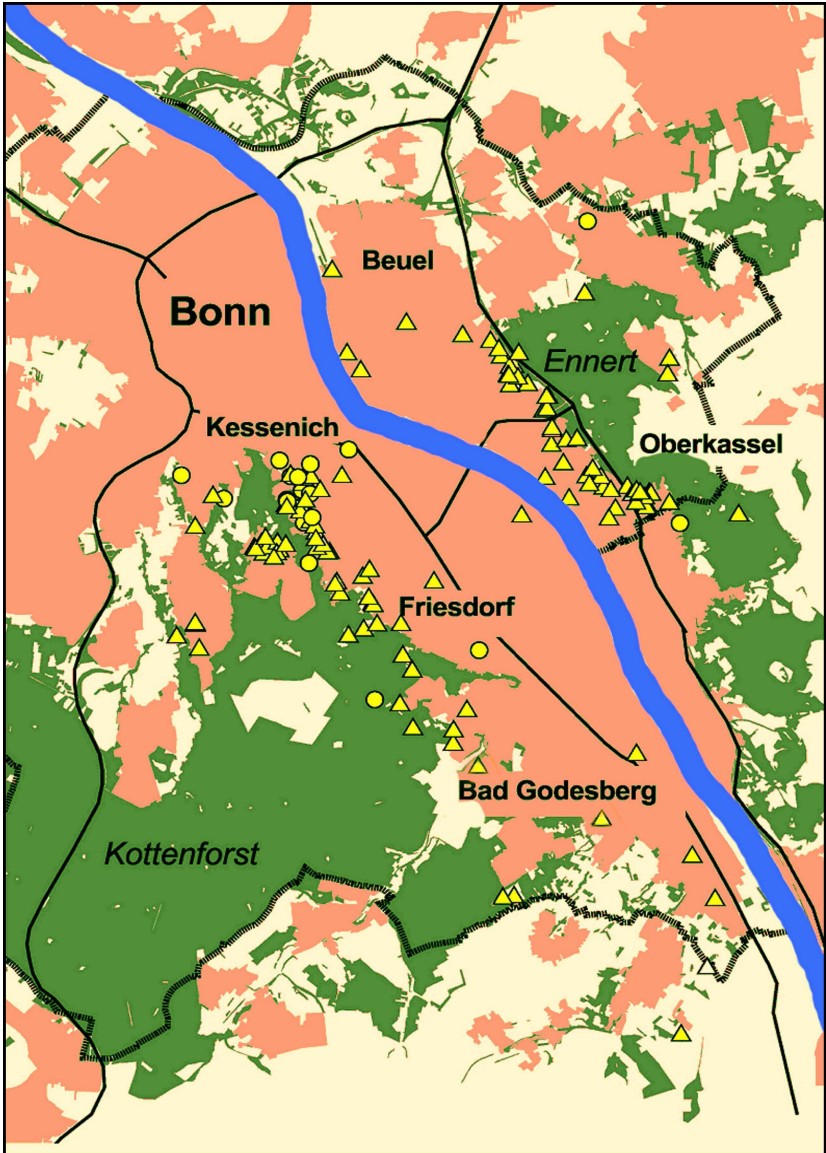 Beuel
Bonn
Ennert
Kessenich
Oberkassel
Friesdorf
Bad Godesberg
Kottenforst